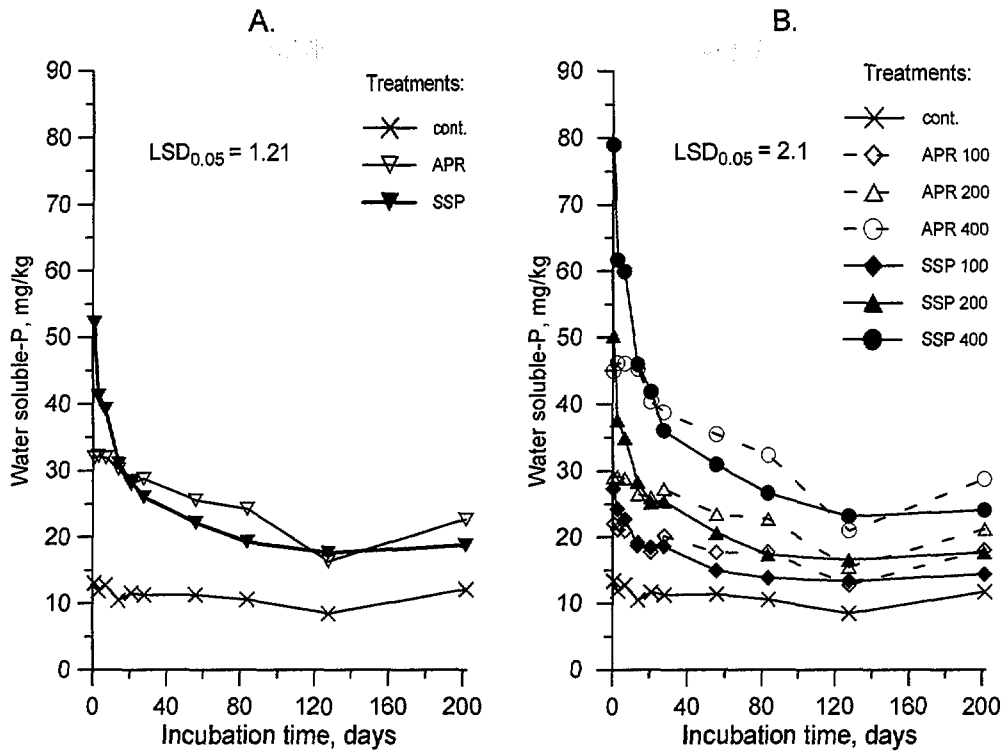 A.
Treatments:
cont.
APR
SSP
LSD0.05 = 1.21
Water soluble-P, mg/kg
90
80
70
60
50
40
30
20
10
0
0 40 80 120 160 200
Incubation time, days
B.
Treatments:
cont.
APR 100
APR 200
APR 400
SSP 100
SSP 200
SSP 400
LSD0.05 = 2.1
Water soluble-P, mg/kg
90
80
70
60
50
40
30
20
10
0
0 40 80 120 160 200
Incubation time, days